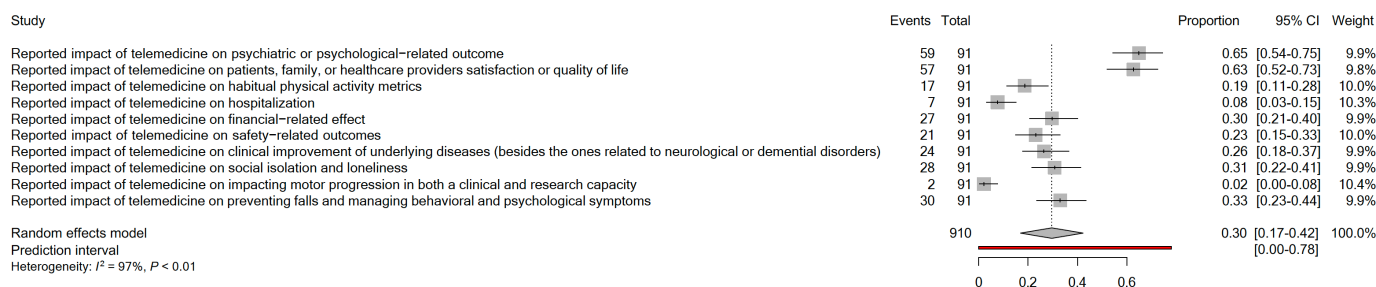 Study Events Total Proportion 95% CI Weight
Reported impact of telemedicine on psychiatric or psychological−related outcome 59 91 0.65 [0.54-0.75] 9.9%
Reported impact of telemedicine on patients, family, or healthcare providers satisfaction or quality of life 57 91 0.63 [0.52-0.73] 9.8%
Reported impact of telemedicine on habitual physical activity metrics 17 91 0.19 [0.11-0.28] 10.0%
Reported impact of telemedicine on hospitalization 7 91 0.08 [0.03-0.15] 10.3%
Reported impact of telemedicine on financial−related effect 27 91 0.30 [0.21-0.40] 9.9%
Reported impact of telemedicine on safety−related outcomes 21 91 0.23 [0.15-0.33] 10.0%
Reported impact of telemedicine on clinical improvement of underlying diseases (besides the ones related to neurological or demential disorders) 24 91 0.26 [0.18-0.37] 9.9%
Reported impact of telemedicine on social isolation and loneliness 28 91 0.31 [0.22-0.41] 9.9%
Reported impact of telemedicine on impacting motor progression in both a clinical and research capacity 2 91 0.02 [0.00-0.08] 10.4%
Reported impact of telemedicine on preventing falls and managing behavioral and psychological symptoms 30 91 0.33 [0.23-0.44] 9.9%
Random effects model 910 0.30 [0.17-0.42] 100.0%
Prediction interval [0.00-0.78]
Heterogeneity: I² = 97%, P < 0.01
0 0.2 0.4 0.6